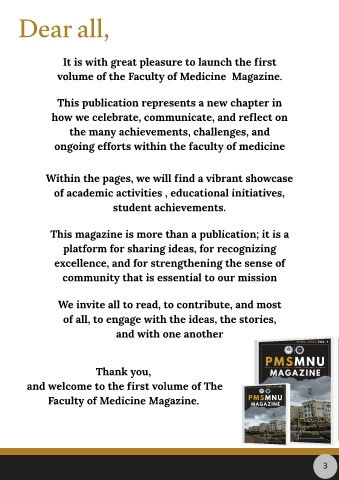 Dear all,
It is with great pleasure to launch the first
volume of the Faculty of Medicine Magazine.
This publication represents a new chapter in
how we celebrate, communicate, and reflect on
the many achievements, challenges, and
ongoing efforts within the faculty of medicine
Within the pages, we will find a vibrant showcase
of academic activities , educational initiatives,
student achievements.
This magazine is more than a publication; it is a
platform for sharing ideas, for recognizing
excellence, and for strengthening the sense of
community that is essential to our mission
We invite all to read, to contribute, and most
of all, to engage with the ideas, the stories,
and with one another
Thank you,
and welcome to the first volume of The
Faculty of Medicine Magazine.
PMSMNU
MAGAZINE
PMSMNU
MAGAZINE
3